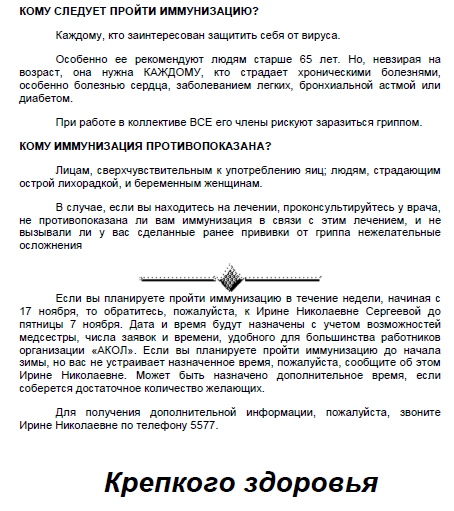 КОМУ СЛЕДУЕТ ПРОЙТИ ИММУНИЗАЦИЮ?
Каждому, кто заинтересован защитить себя от вируса.
Особенно ее рекомендуют людям старше 65 лет. Но, невзирая на
возраст, она нужна КАЖДОМУ, кто страдает хроническими болезнями,
особенно болезнью сердца, заболеванием легких, бронхиальной астмой или
диабетом.
При работе в коллективе ВСЕ его члены рискуют заразиться гриппом.
КОМУ ИММУНИЗАЦИЯ ПРОТИВОПОКАЗАНА?
Лицам, сверхчувствительным к употреблению яиц; людям, страдающим
острой лихорадкой, и беременным женщинам.
В случае, если вы находитесь на лечении, проконсультируйтесь у врача,
не противопоказана ли вам иммунизация в связи с этим лечением, и не
вызывали ли у вас сделанные ранее прививки от гриппа нежелательные
осложнения
Если вы планируете пройти иммунизацию в течение недели, начиная с
17 ноября, то обратитесь, пожалуйста, к Ирине Николаевне Сергеевой до
пятницы 7 ноября. Дата и время будут назначены с учетом возможностей
медсестры, числа заявок и времени, удобного для большинства работников
организации «АКОЛ». Если вы планируете пройти иммунизацию до начала
зимы, но вас не устраивает назначенное время, пожалуйста, сообщите об этом
Ирине Николаевне. Может быть назначено дополнительное время, если
соберется достаточное количество желающих.
Для получения дополнительной информации, пожалуйста, звоните
Ирине Николаевне по телефону 5577.
Крепкого здоровья